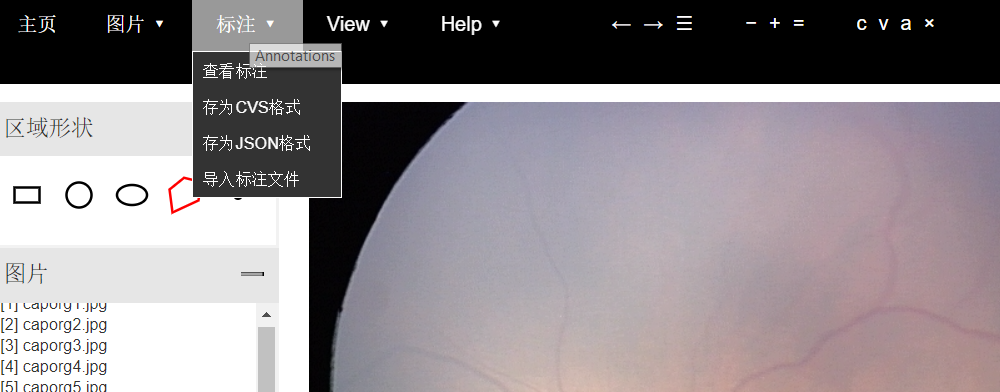 主页 图片 ▼ 标注 ▼ View ▼ Help ▼ ← → ☰ − + = c v a ×
Annotations
查看标注
存为CVS格式
存为JSON格式
导入标注文件
区域形状
图片
[1] caporg1.jpg
[2] caporg2.jpg
[3] caporg3.jpg
[4] caporg4.jpg
[5] caporg5.jpg